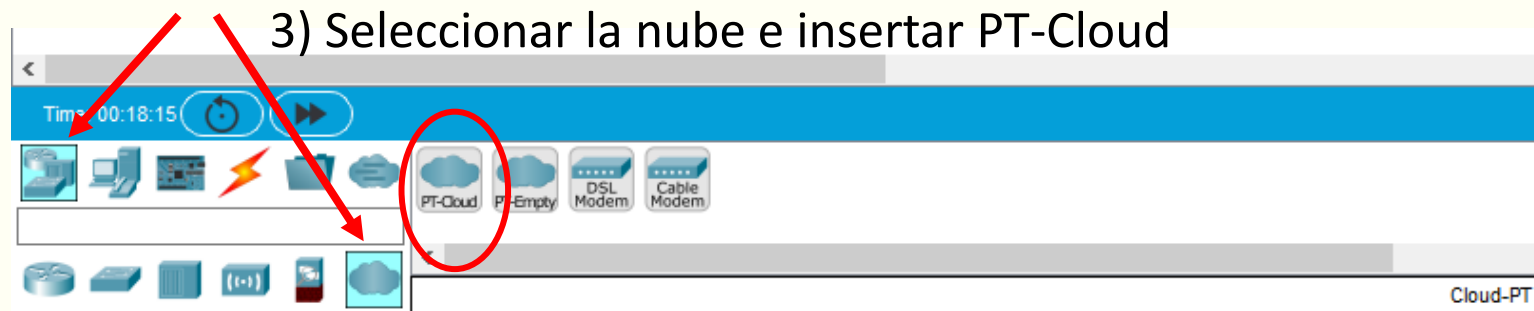 3) Seleccionar la nube e insertar PT-Cloud
Time: 00:18:15
PT-Cloud PT-Empty DSL Modem Cable Modem
Cloud-PT